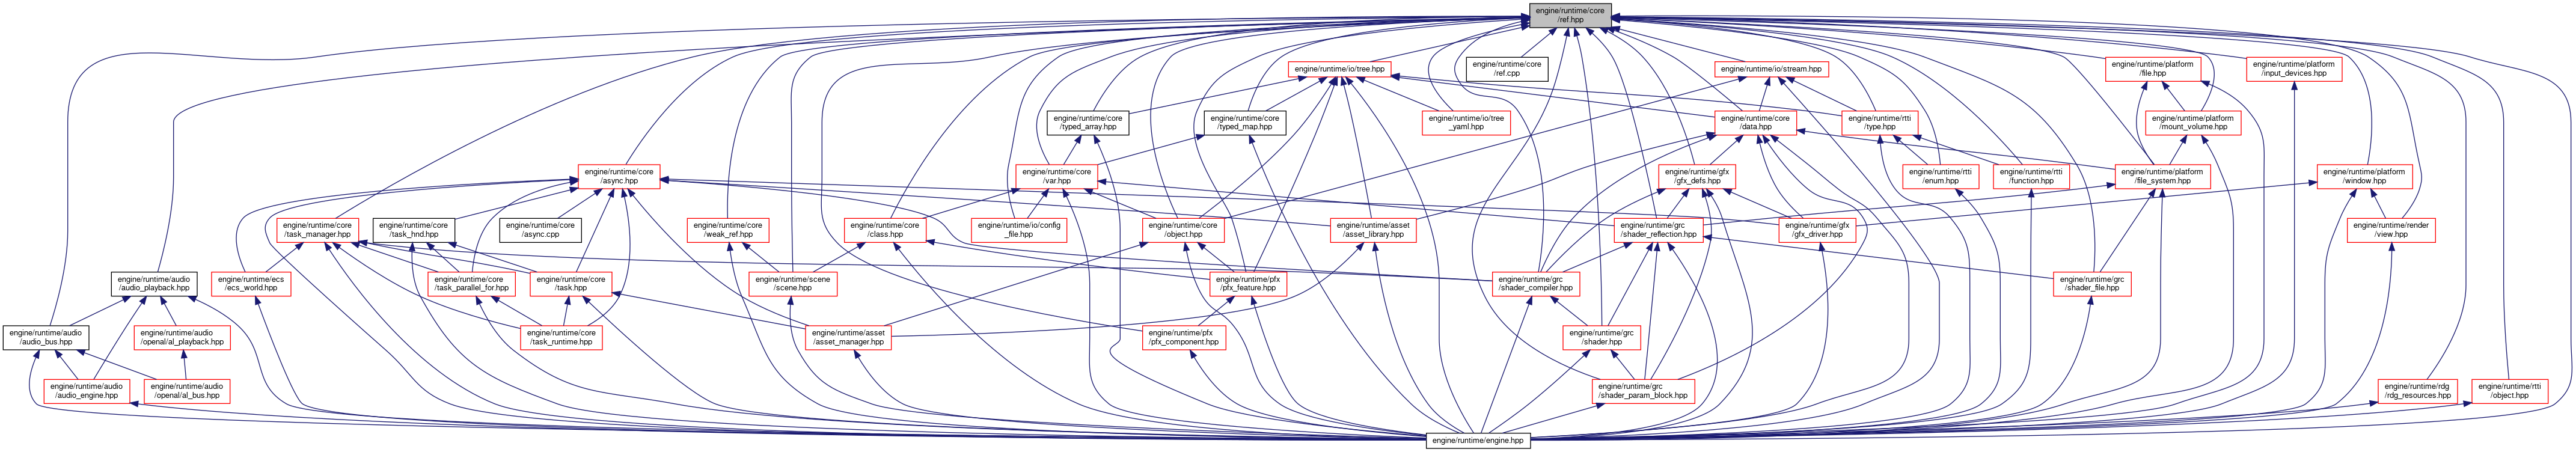 engine/runtime/core
/ref.hpp
engine/runtime/io/tree.hpp
engine/runtime/core
/ref.cpp
engine/runtime/io/stream.hpp
engine/runtime/platform
/file.hpp
engine/runtime/platform
/input_devices.hpp
engine/runtime/core
/typed_array.hpp
engine/runtime/core
/typed_map.hpp
engine/runtime/io/tree
_yaml.hpp
engine/runtime/core
/data.hpp
engine/runtime/rtti
/type.hpp
engine/runtime/platform
/mount_volume.hpp
engine/runtime/core
/async.hpp
engine/runtime/core
/var.hpp
engine/runtime/gfx
/gfx_defs.hpp
engine/runtime/rtti
/enum.hpp
engine/runtime/rtti
/function.hpp
engine/runtime/platform
/file_system.hpp
engine/runtime/platform
/window.hpp
engine/runtime/core
/task_manager.hpp
engine/runtime/core
/task_hnd.hpp
engine/runtime/core
/async.cpp
engine/runtime/core
/weak_ref.hpp
engine/runtime/core
/class.hpp
engine/runtime/io/config
_file.hpp
engine/runtime/core
/object.hpp
engine/runtime/asset
/asset_library.hpp
engine/runtime/grc
/shader_reflection.hpp
engine/runtime/gfx
/gfx_driver.hpp
engine/runtime/render
/view.hpp
engine/runtime/audio
/audio_playback.hpp
engine/runtime/ecs
/ecs_world.hpp
engine/runtime/core
/task_parallel_for.hpp
engine/runtime/core
/task.hpp
engine/runtime/scene
/scene.hpp
engine/runtime/pfx
/pfx_feature.hpp
engine/runtime/grc
/shader_compiler.hpp
engine/runtime/grc
/shader_file.hpp
engine/runtime/audio
/audio_bus.hpp
engine/runtime/audio
/openal/al_playback.hpp
engine/runtime/core
/task_runtime.hpp
engine/runtime/asset
/asset_manager.hpp
engine/runtime/pfx
/pfx_component.hpp
engine/runtime/grc
/shader.hpp
engine/runtime/audio
/audio_engine.hpp
engine/runtime/audio
/openal/al_bus.hpp
engine/runtime/grc
/shader_param_block.hpp
engine/runtime/rdg
/rdg_resources.hpp
engine/runtime/rtti
/object.hpp
engine/runtime/engine.hpp